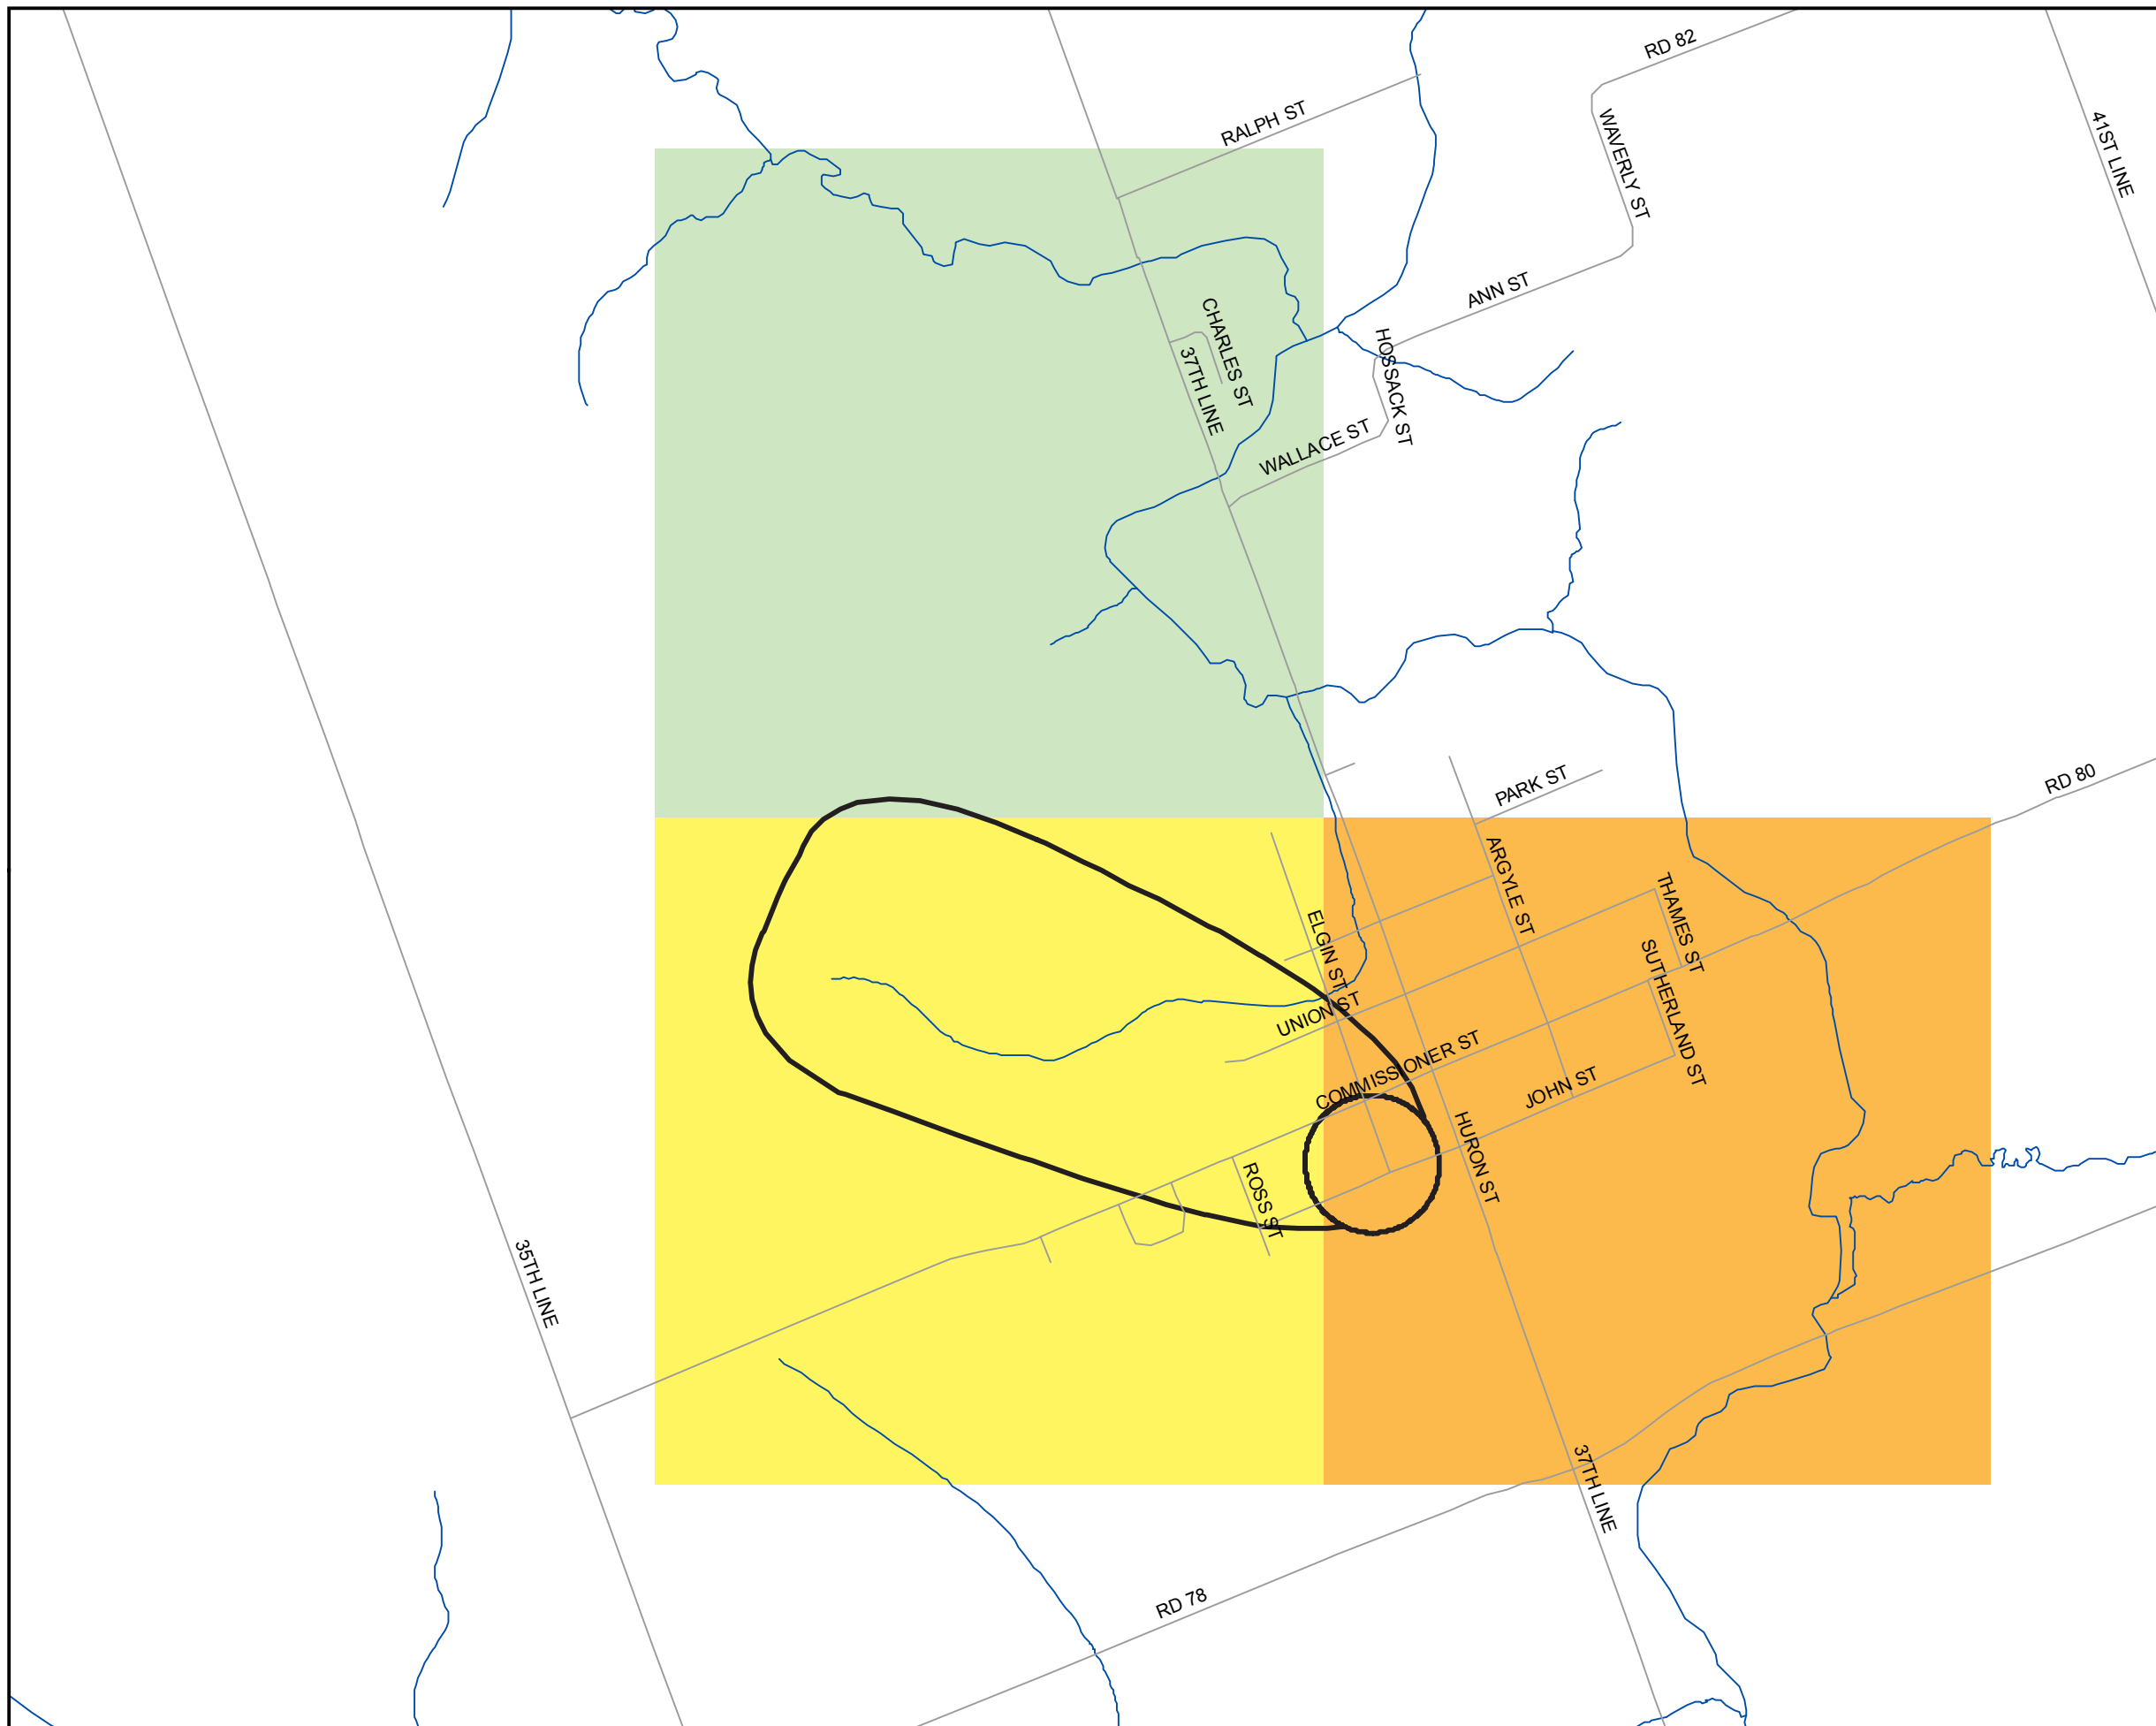 RD 82
RALPH ST
WAVERLY ST
41ST LINE
ANN ST
CHARLES ST
37TH LINE
HOSSACK ST
WALLACE ST
PARK ST
RD 80
ARGYLE ST
THAMES ST
ELGIN ST
SUTHERLAND ST
UNION ST
COMMISSIONER ST
JOHN ST
HURON ST
ROSS ST
35TH LINE
37TH LINE
RD 78